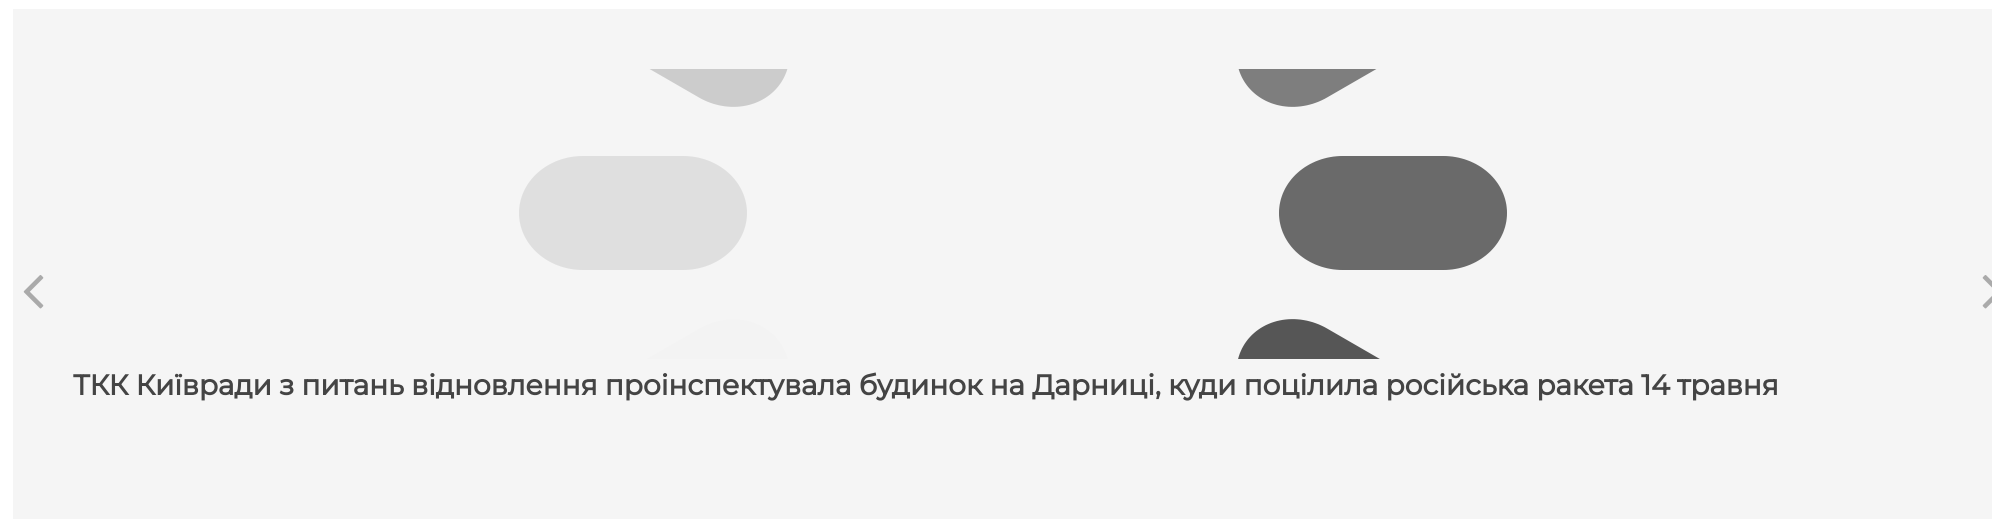 ТКК Київради з питань відновлення проінспектувала будинок на Дарниці, куди поцілила російська ракета 14 травня